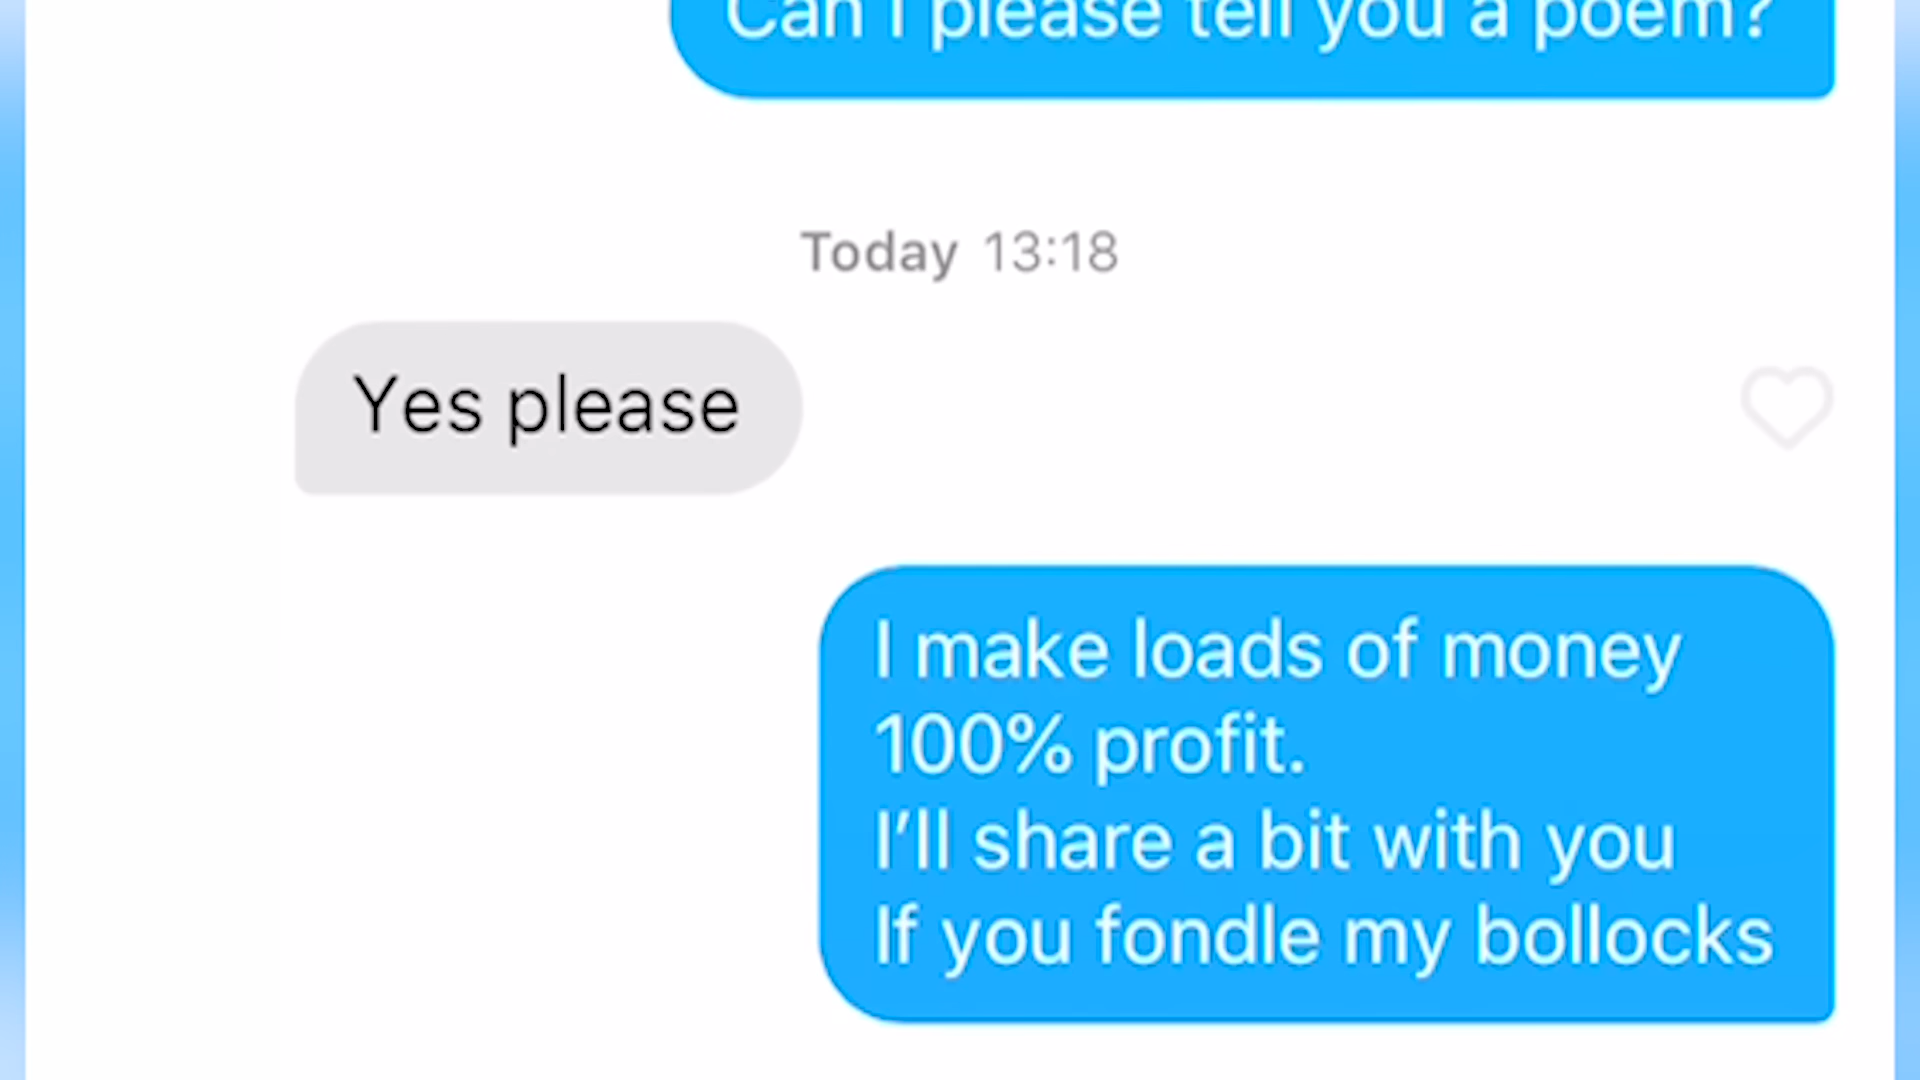 Can I please tell you a poem?
Today 13:18
Yes please
I make loads of money
100% profit.
I'll share a bit with you
If you fondle my bollocks